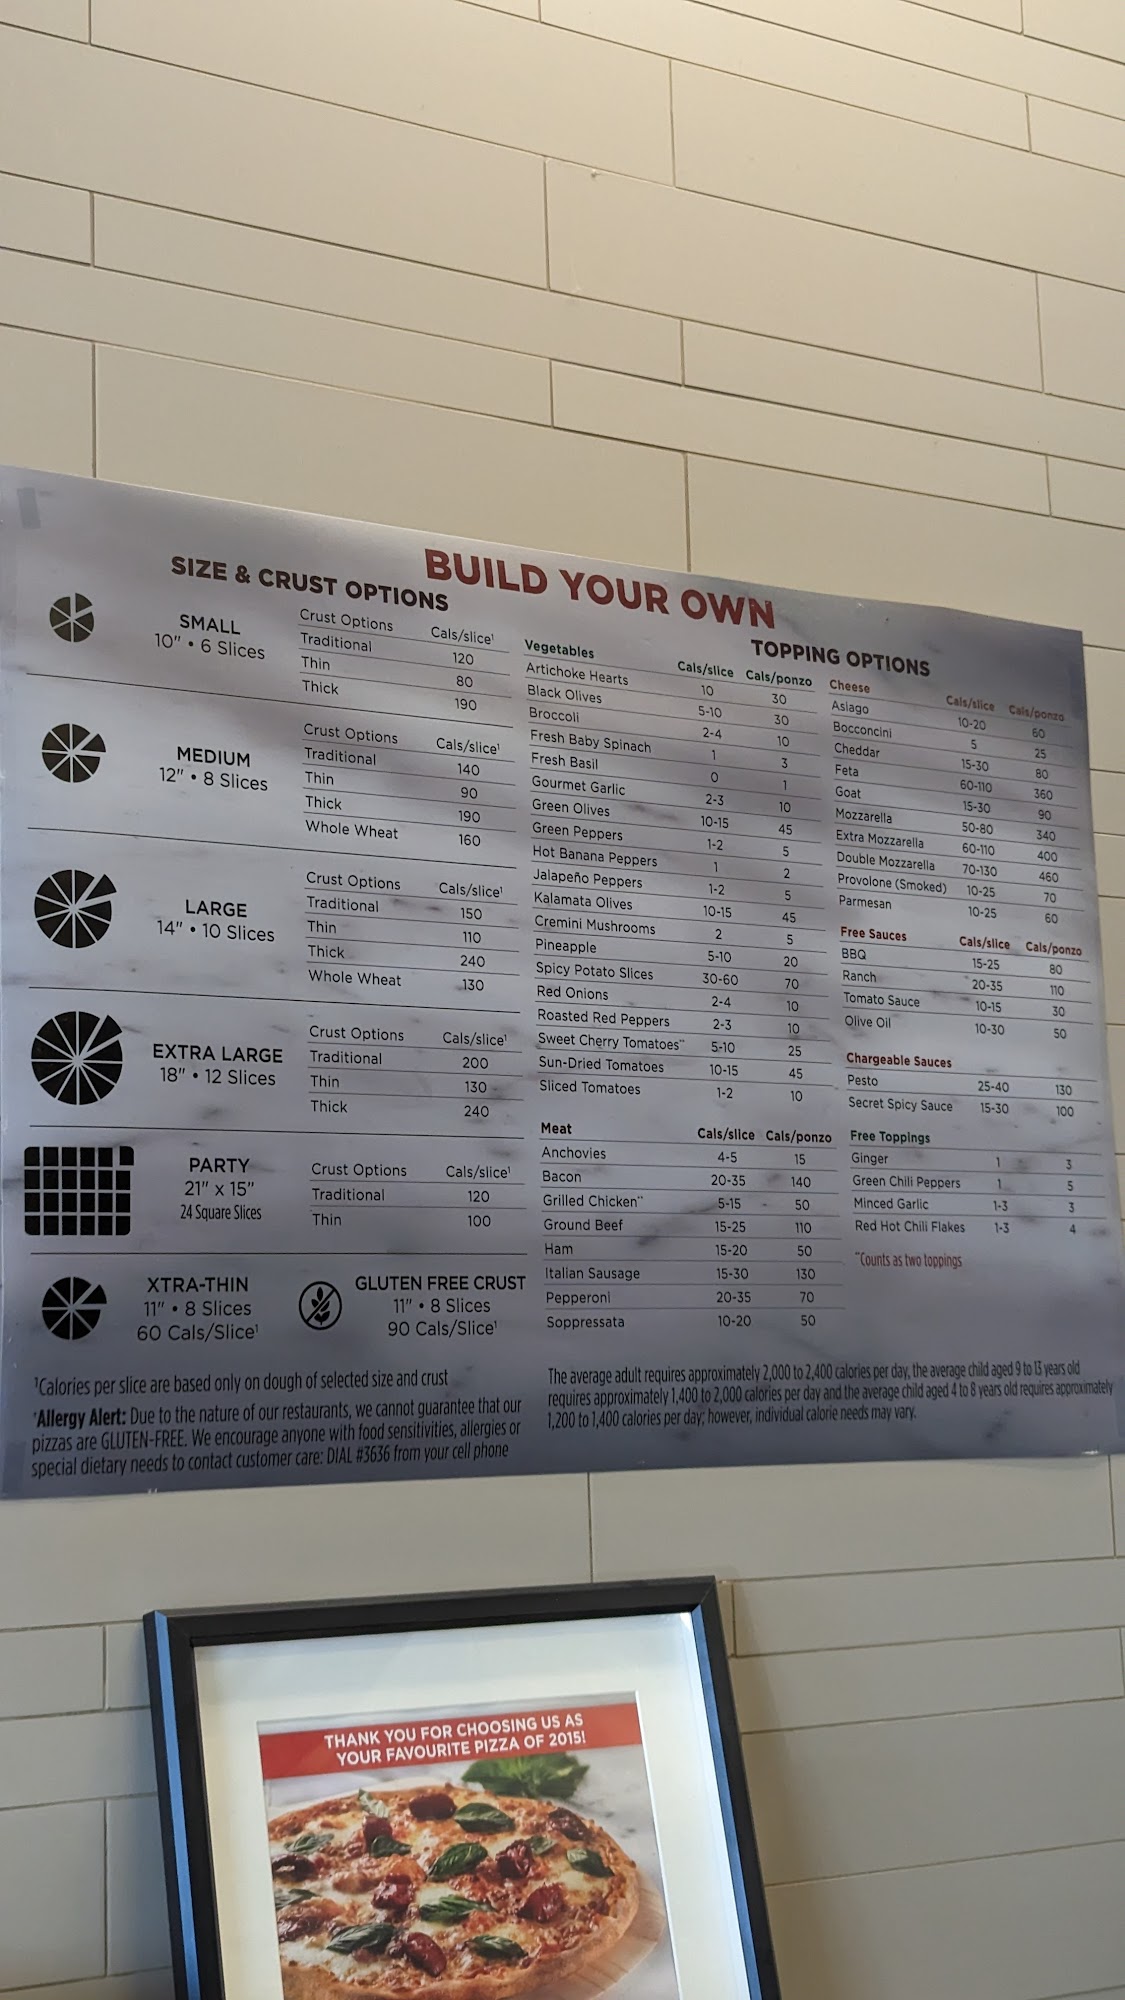 BUILD YOUR OWN
SIZE & CRUST OPTIONS
SMALL
10" • 6 Slices
Crust Options Cals/slice¹
Traditional 120
Thin 80
Thick 190
MEDIUM
12" • 8 Slices
Crust Options Cals/slice¹
Traditional 140
Thin 90
Thick 190
Whole Wheat 160
LARGE
14" • 10 Slices
Crust Options Cals/slice¹
Traditional 150
Thin 110
Thick 240
Whole Wheat 130
EXTRA LARGE
18" • 12 Slices
Crust Options Cals/slice¹
Traditional 200
Thin 130
Thick 240
PARTY
21" x 15"
24 Square Slices
Crust Options Cals/slice¹
Traditional 120
Thin 100
XTRA-THIN
11" • 8 Slices
60 Cals/Slice¹
GLUTEN FREE CRUST
11" • 8 Slices
90 Cals/Slice¹
¹Calories per slice are based only on dough of selected size and crust
*Allergy Alert: Due to the nature of our restaurants, we cannot guarantee that our
pizzas are GLUTEN-FREE. We encourage anyone with food sensitivities, allergies or
special dietary needs to contact customer care: DIAL #3636 from your cell phone
TOPPING OPTIONS
Vegetables Cals/slice Cals/ponzo
Artichoke Hearts 10 30
Black Olives 5-10 30
Broccoli 2-4 10
Fresh Baby Spinach 1 3
Fresh Basil 0 1
Gourmet Garlic 2-3 10
Green Olives 10-15 45
Green Peppers 1-2 5
Hot Banana Peppers 1 2
Jalapeño Peppers 1-2 5
Kalamata Olives 10-15 45
Cremini Mushrooms 2 5
Pineapple 5-10 20
Spicy Potato Slices 30-60 70
Red Onions 2-4 10
Roasted Red Peppers 2-3 10
Sweet Cherry Tomatoes** 5-10 25
Sun-Dried Tomatoes 10-15 45
Sliced Tomatoes 1-2 10
Meat Cals/slice Cals/ponzo
Anchovies 4-5 15
Bacon 20-35 140
Grilled Chicken** 5-15 50
Ground Beef 15-25 110
Ham 15-20 50
Italian Sausage 15-30 130
Pepperoni 20-35 70
Soppressata 10-20 50
Cheese Cals/slice Cals/ponzo
Asiago 10-20 60
Bocconcini 5 25
Cheddar 15-30 80
Feta 60-110 360
Goat 15-30 90
Mozzarella 50-80 340
Extra Mozzarella 60-110 400
Double Mozzarella 70-130 460
Provolone (Smoked) 10-25 70
Parmesan 10-25 60
Free Sauces Cals/slice Cals/ponzo
BBQ 15-25 80
Ranch 20-35 110
Tomato Sauce 10-15 30
Olive Oil 10-30 50
Chargeable Sauces
Pesto 25-40 130
Secret Spicy Sauce 15-30 100
Free Toppings
Ginger 1 3
Green Chili Peppers 1 5
Minced Garlic 1-3 3
Red Hot Chili Flakes 1-3 4
**Counts as two toppings
The average adult requires approximately 2,000 to 2,400 calories per day, the average child aged 9 to 13 years old
requires approximately 1,400 to 2,000 calories per day and the average child aged 4 to 8 years old requires approximately
1,200 to 1,400 calories per day; however, individual calorie needs may vary.
THANK YOU FOR CHOOSING US AS
YOUR FAVOURITE PIZZA OF 2015!